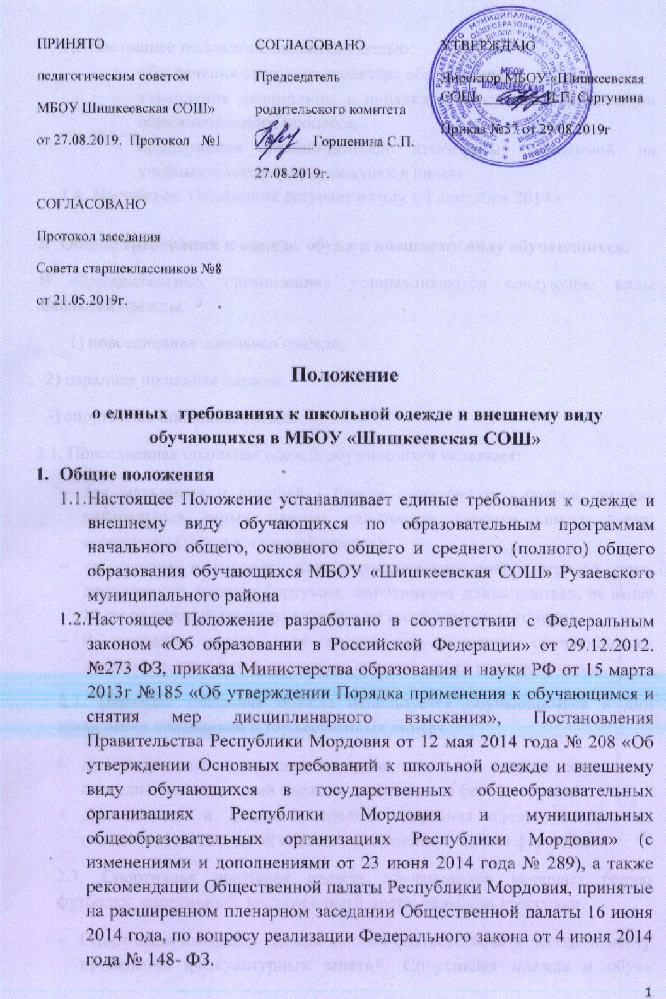 ПРИНЯТО
педагогическим советом
МБОУ Шишкеевская СОШ»
от 27.08.2019. Протокол №1
СОГЛАСОВАНО
Председатель
родительского комитета
Горшенина С.П.
27.08.2019г.
УТВЕРЖДАЮ
Директор МБОУ «Шишкеевская
СОШ» И.П. Сергунина
Приказ №57 от 29.08.2019г
МБОУ
ШИШКЕЕВСКАЯ
СОГЛАСОВАНО
Протокол заседания
Совета старшеклассников №8
от 21.05.2019г.
Положение
о единых требованиях к школьной одежде и внешнему виду
обучающихся в МБОУ «Шишкеевская СОШ»
1. Общие положения
1.1.Настоящее Положение устанавливает единые требования к одежде и
внешнему виду обучающихся по образовательным программам
начального общего, основного общего и среднего (полного) общего
образования обучающихся МБОУ «Шишкеевская СОШ» Рузаевского
муниципального района
1.2.Настоящее Положение разработано в соответствии с Федеральным
законом «Об образовании в Российской Федерации» от 29.12.2012.
№273 ФЗ, приказа Министерства образования и науки РФ от 15 марта
2013г №185 «Об утверждении Порядка применения к обучающимся и
снятия мер дисциплинарного взыскания», Постановления
Правительства Республики Мордовия от 12 мая 2014 года № 208 «Об
утверждении Основных требований к школьной одежде и внешнему
виду обучающихся в государственных общеобразовательных
организациях Республики Мордовия и муниципальных
общеобразовательных организациях Республики Мордовия» (с
изменениями и дополнениями от 23 июня 2014 года № 289), а также
рекомендации Общественной палаты Республики Мордовия, принятые
на расширенном пленарном заседании Общественной палаты 16 июня
2014 года, по вопросу реализации Федерального закона от 4 июня 2014
года № 148- ФЗ.
1